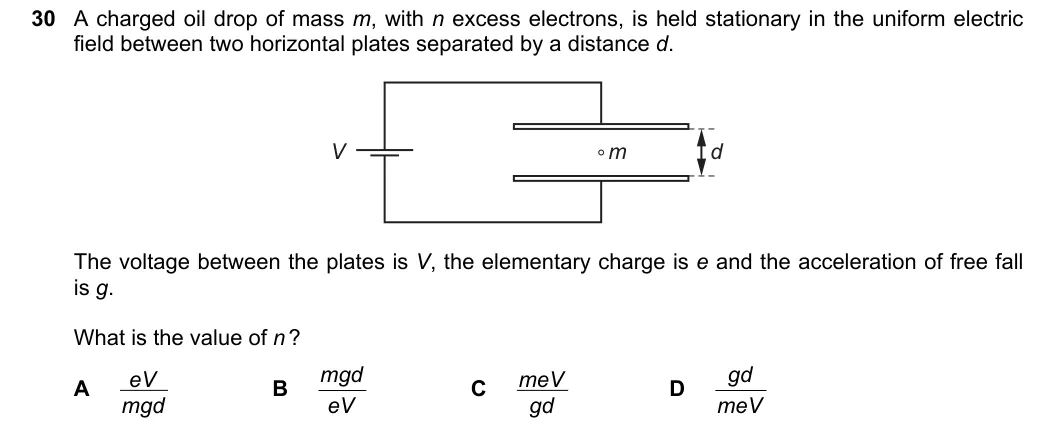 30 A charged oil drop of mass m, with n excess electrons, is held stationary in the uniform electric
field between two horizontal plates separated by a distance d.
V
m
d
The voltage between the plates is V, the elementary charge is e and the acceleration of free fall
is g.
What is the value of n?
A eV/mgd B mgd/eV C meV/gd D gd/meV